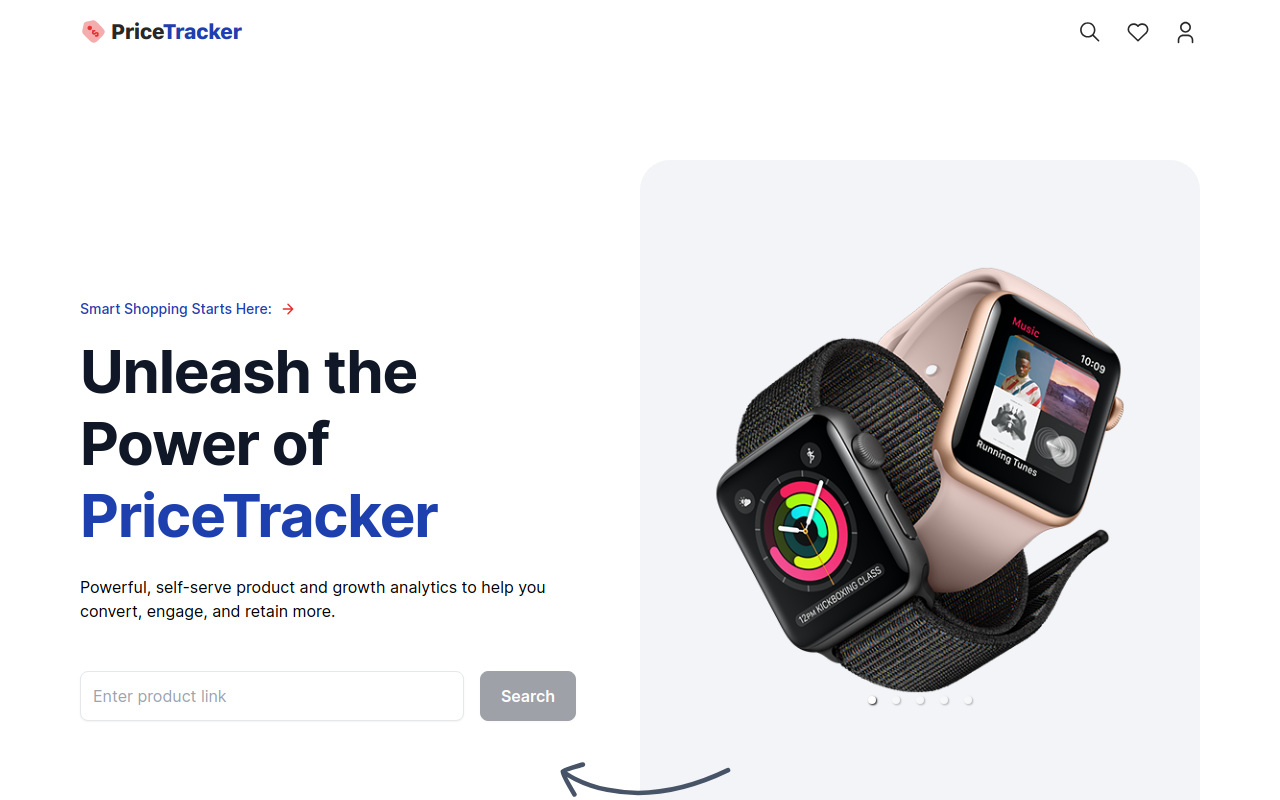 PriceTracker
Smart Shopping Starts Here:
Unleash the
Power of
PriceTracker
Powerful, self-serve product and growth analytics to help you
convert, engage, and retain more.
Enter product link
Search
Music
10:09
Running Tunes
12PM KICKBOXING CLASS